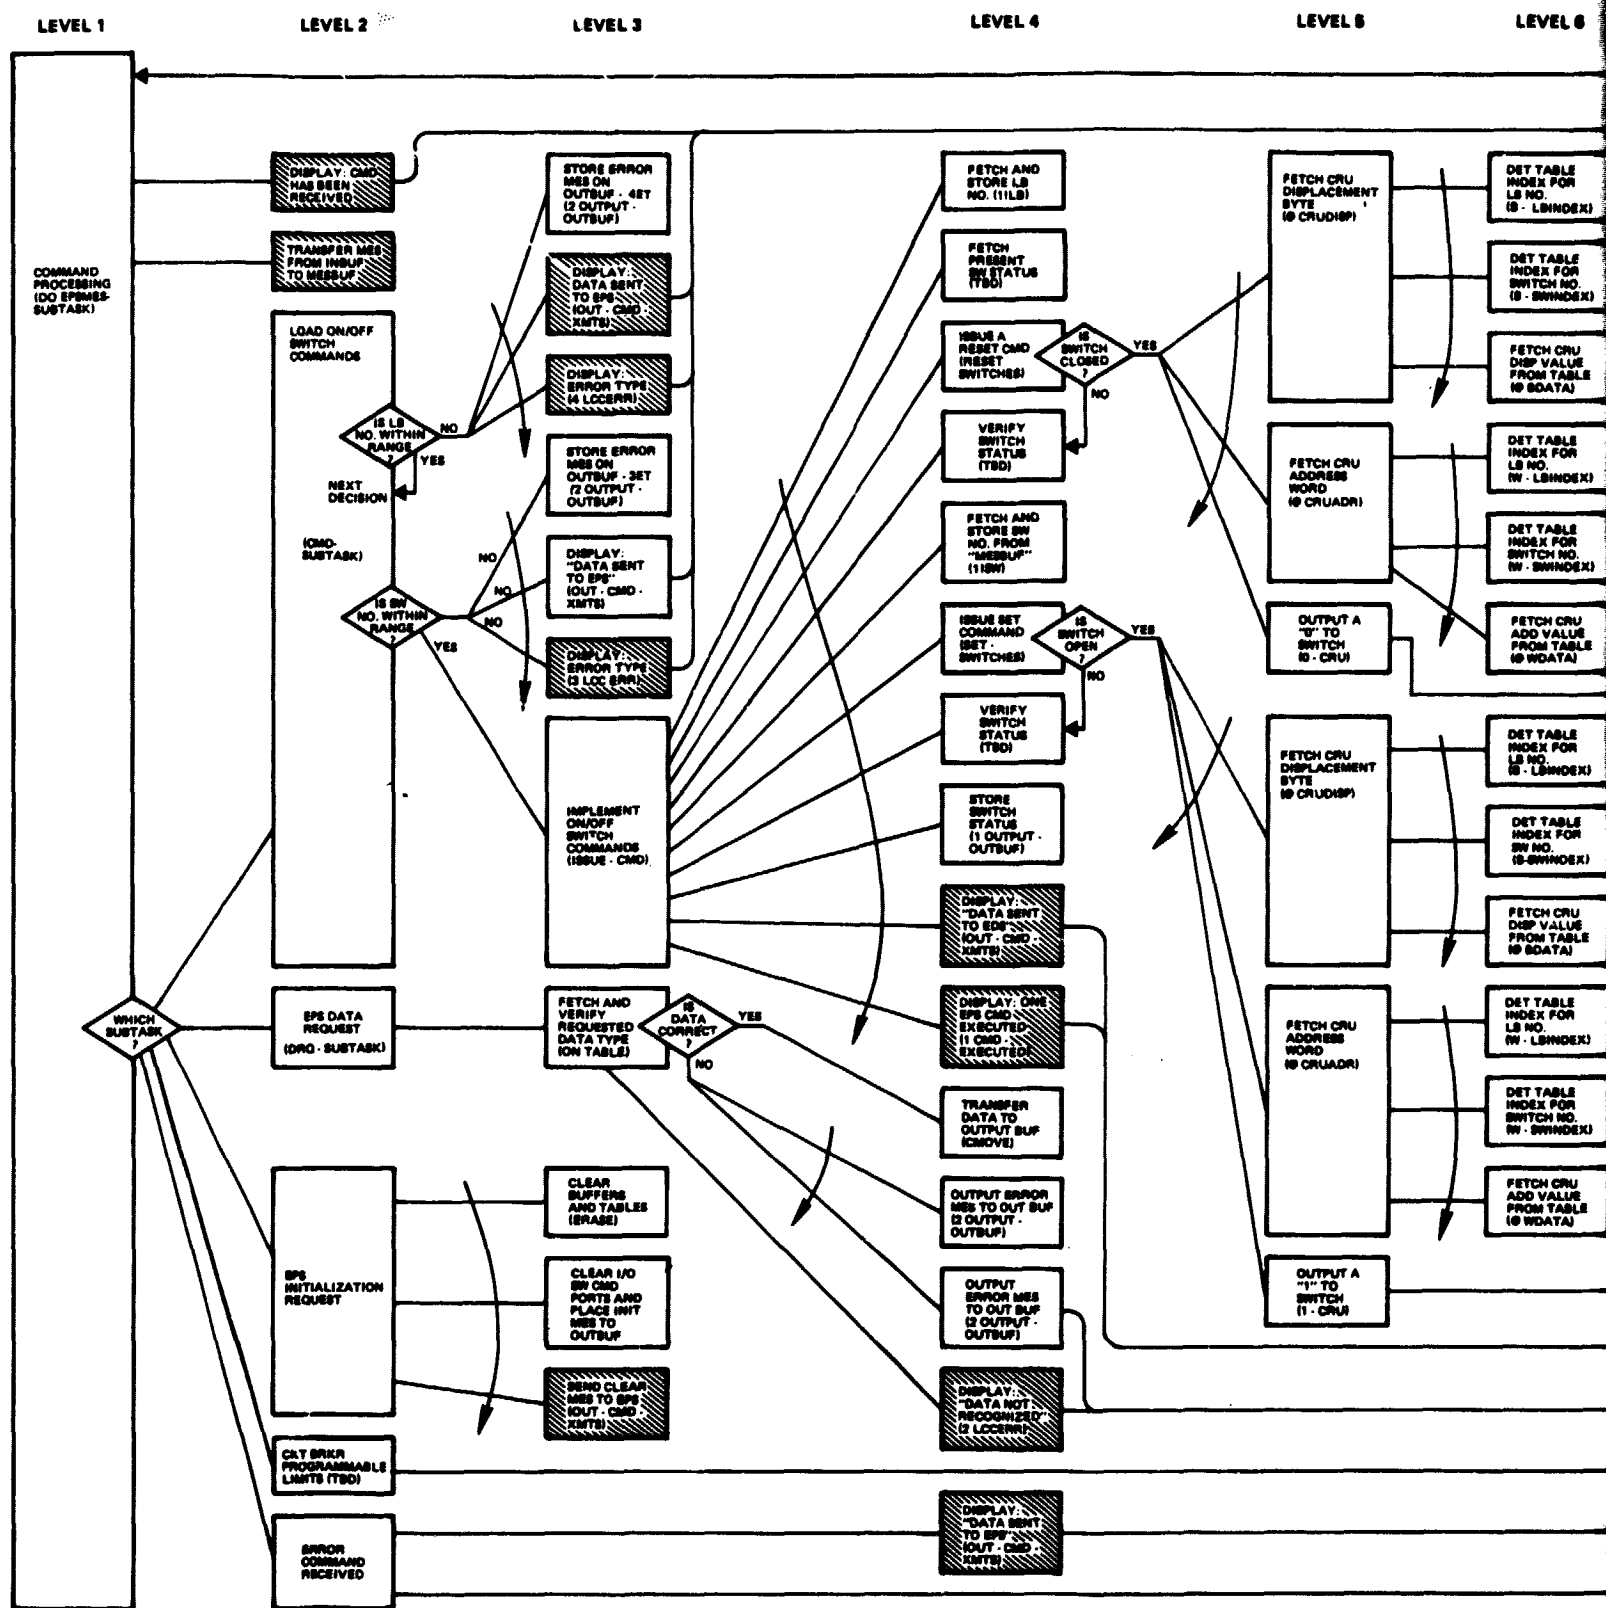 LEVEL 1
LEVEL 2
LEVEL 3
LEVEL 4
LEVEL 5
LEVEL 6
COMMAND
PROCESSING
(DO EPSMES-
SUBTASK)
WHICH
SUBTASK
?
DISPLAY: CMD
HAS BEEN
RECEIVED
TRANSFER MES
FROM INBUF
TO MESBUF
LOAD ON/OFF
SWITCH
COMMANDS
IS LB
NO. WITHIN
RANGE
?
NO
YES
NEXT
DECISION
(CMD-
SUBTASK)
IS SW
NO. WITHIN
RANGE
?
NO
NO
NO
YES
EPS DATA
REQUEST
(DRQ - SUBTASK)
EPS
INITIALIZATION
REQUEST
CKT BRKR
PROGRAMMABLE
LIMITS (TBD)
ERROR
COMMAND
RECEIVED
STORE ERROR
MES ON
OUTBUF - 4ET
(2 OUTPUT -
OUTBUF)
DISPLAY:
DATA SENT
TO EPS
(OUT - CMD -
XMTS)
DISPLAY:
ERROR TYPE
(4 LCCERR)
STORE ERROR
MES ON
OUTBUF - 3ET
(2 OUTPUT -
OUTBUF)
DISPLAY:
"DATA SENT
TO EPS"
(OUT - CMD -
XMTS)
DISPLAY:
ERROR TYPE
(3 LCC ERR)
IMPLEMENT
ON/OFF
SWITCH
COMMANDS
(ISSUE - CMD)
FETCH AND
VERIFY
REQUESTED
DATA TYPE
(ON TABLE)
IS
DATA
CORRECT
?
YES
NO
CLEAR
BUFFERS
AND TABLES
(ERASE)
CLEAR I/O
SW CMD
PORTS AND
PLACE INIT
MES TO
OUTBUF
SEND CLEAR
MES TO EPS
(OUT - CMD -
XMTS)
FETCH AND
STORE LB
NO. (1!LB)
FETCH
PRESENT
SW STATUS
(TBD)
ISSUE A
RESET CMD
(RESET
SWITCHES)
IS
SWITCH
CLOSED
?
YES
NO
VERIFY
SWITCH
STATUS
(TBD)
FETCH AND
STORE SW
NO. FROM
"MESBUF"
(1!SW)
ISSUE SET
COMMAND
(SET -
SWITCHES)
IS
SWITCH
OPEN
?
YES
NO
VERIFY
SWITCH
STATUS
(TBD)
STORE
SWITCH
STATUS
(1 OUTPUT -
OUTBUF)
DISPLAY:
"DATA SENT
TO EDS"
(OUT - CMD -
XMTS)
DISPLAY: ONE
EPS CMD
EXECUTED
(1 CMD -
EXECUTED)
TRANSFER
DATA TO
OUTPUT BUF
(CMOVE)
OUTPUT ERROR
MES TO OUT BUF
(2 OUTPUT -
OUTBUF)
OUTPUT
ERROR MES
TO OUT BUF
(2 OUTPUT -
OUTBUF)
DISPLAY:
"DATA NOT
RECOGNIZED"
(2 LCCERR)
DISPLAY:
"DATA SENT
TO EPS"
(OUT - CMD -
XMTS)
FETCH CRU
DISPLACEMENT
BYTE
(@ CRUDISP)
FETCH CRU
ADDRESS
WORD
(@ CRUADR)
OUTPUT A
"0" TO
SWITCH
(0 - CRU)
FETCH CRU
DISPLACEMENT
BYTE
(@ CRUDISP)
FETCH CRU
ADDRESS
WORD
(@ CRUADR)
OUTPUT A
"1" TO
SWITCH
(1 - CRU)
DET TABLE
INDEX FOR
LB NO.
(B - LBINDEX)
DET TABLE
INDEX FOR
SWITCH NO.
(B - SWINDEX)
FETCH CRU
DISP VALUE
FROM TABLE
(@ BDATA)
DET TABLE
INDEX FOR
LB NO.
(W - LBINDEX)
DET TABLE
INDEX FOR
SWITCH NO.
(W - SWINDEX)
FETCH CRU
ADD VALUE
FROM TABLE
(@ WDATA)
DET TABLE
INDEX FOR
LB NO.
(B - LBINDEX)
DET TABLE
INDEX FOR
SW NO.
(B-SWINDEX)
FETCH CRU
DISP VALUE
FROM TABLE
(@ BDATA)
DET TABLE
INDEX FOR
LB NO.
(W - LBINDEX)
DET TABLE
INDEX FOR
SWITCH NO.
(W - SWINDEX)
FETCH CRU
ADD VALUE
FROM TABLE
(@ WDATA)